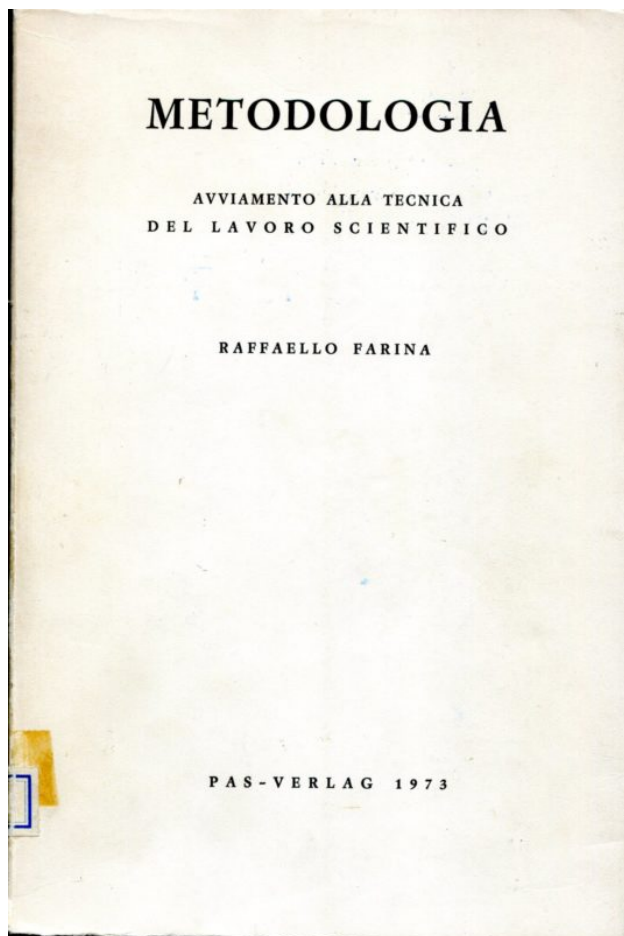 METODOLOGIA
AVVIAMENTO ALLA TECNICA
DEL LAVORO SCIENTIFICO
RAFFAELLO FARINA
PAS-VERLAG 1973